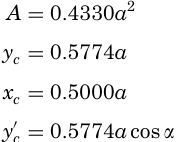 A = 0.4330a²
y_c = 0.5774a
x_c = 0.5000a
y′_c = 0.5774a cos α